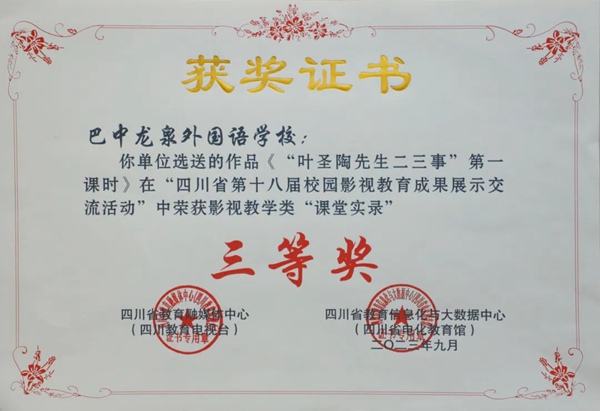 获奖证书
巴中龙泉外国语学校：
你单位选送的作品《“叶圣陶先生二三事”第一
课时》在“四川省第十八届校园影视教育成果展示交
流活动”中荣获影视教学类“课堂实录”
三等奖
四川省教育融媒体中心
（四川教育电视台）
证书专用章
四川省教育信息化与大数据中心
（四川省电化教育馆）
证书专用章
二〇二三年九月